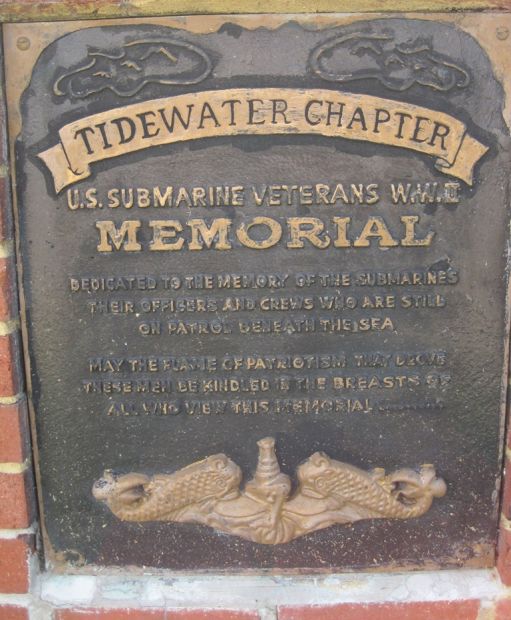 TIDEWATER CHAPTER
U.S. SUBMARINE VETERANS W.W.II
MEMORIAL
DEDICATED TO THE MEMORY OF THE SUBMARINES
THEIR OFFICERS AND CREWS WHO ARE STILL
ON PATROL BENEATH THE SEA
MAY THE FLAME OF PATRIOTISM THAT DROVE
THESE MEN BE KINDLED IN THE BREASTS OF
ALL WHO VIEW THIS MEMORIAL ..........